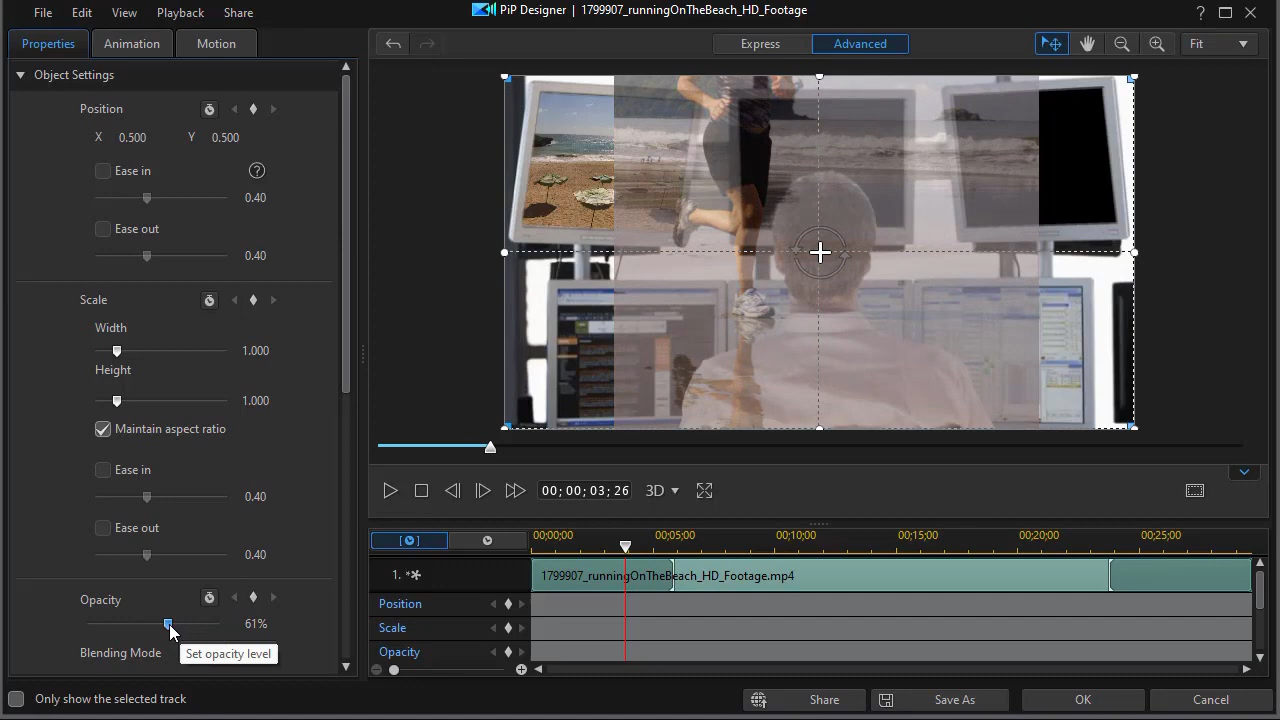 File Edit View Playback Share
PiP Designer | 1799907_runningOnTheBeach_HD_Footage
?
Properties Animation Motion
Express Advanced
Fit
Object Settings
Position
X 0.500 Y 0.500
Ease in ?
0.40
Ease out
0.40
Scale
Width
1.000
Height
1.000
Maintain aspect ratio
Ease in
0.40
Ease out
0.40
Opacity
61%
Set opacity level
Blending Mode
00;00;03;26 3D
00;00;00 00;05;00 00;10;00 00;15;00 00;20;00 00;25;00
1. 1799907_runningOnTheBeach_HD_Footage.mp4
Position
Scale
Opacity
Only show the selected track
Share Save As OK Cancel